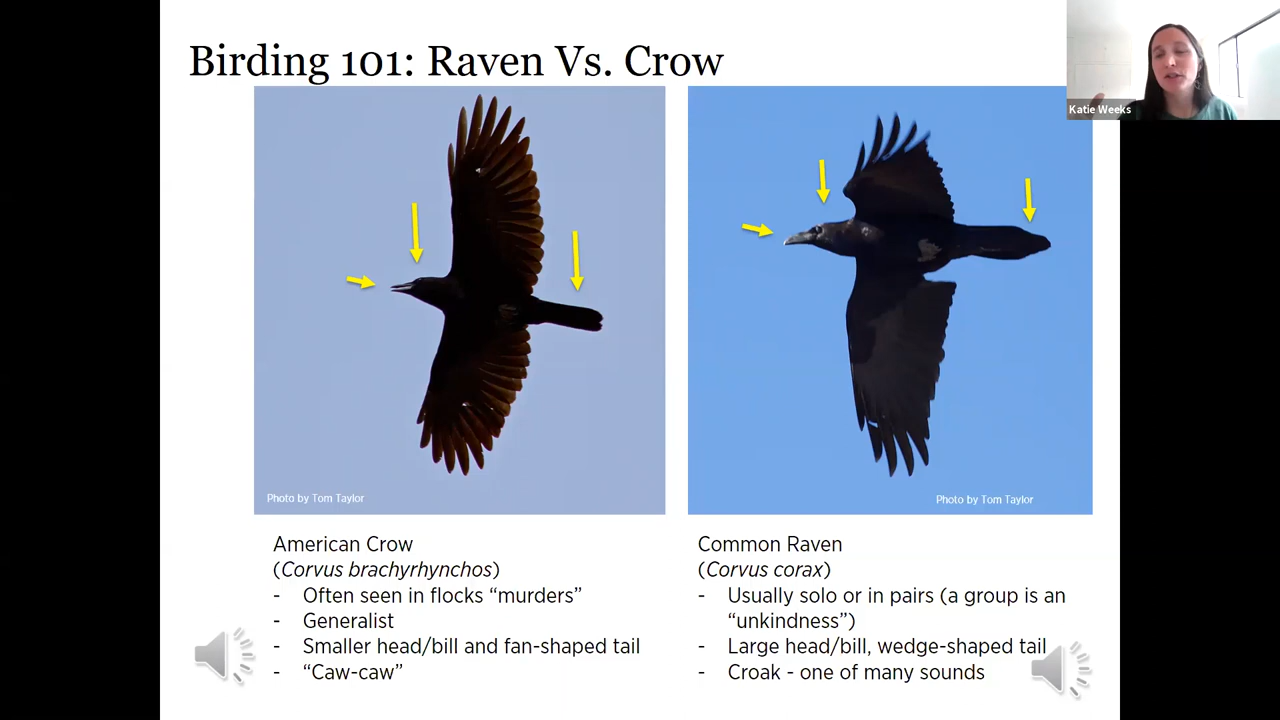 Birding 101: Raven Vs. Crow
Katie Weeks
Photo by Tom Taylor
Photo by Tom Taylor
American Crow
(Corvus brachyrhynchos)
- Often seen in flocks “murders”
- Generalist
- Smaller head/bill and fan-shaped tail
- “Caw-caw”
Common Raven
(Corvus corax)
- Usually solo or in pairs (a group is an
“unkindness”)
- Large head/bill, wedge-shaped tail
- Croak - one of many sounds